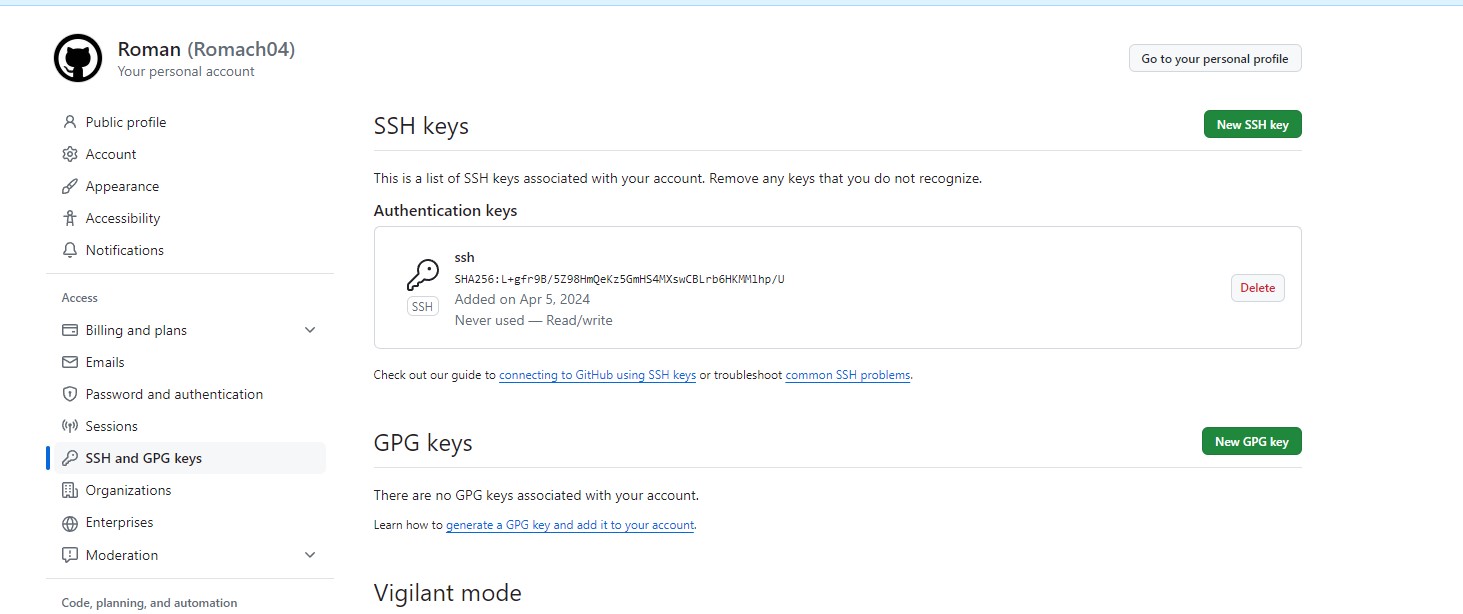 Roman (Romach04)
Your personal account
Go to your personal profile
Public profile
Account
Appearance
Accessibility
Notifications
Access
Billing and plans
Emails
Password and authentication
Sessions
SSH and GPG keys
Organizations
Enterprises
Moderation
Code, planning, and automation
SSH keys
New SSH key
This is a list of SSH keys associated with your account. Remove any keys that you do not recognize.
Authentication keys
ssh
SHA256:L+gfr9B/5Z98HmQeKz5GmHS4MXswCBLrb6HKMMlhp/U
SSH
Added on Apr 5, 2024
Never used — Read/write
Delete
Check out our guide to connecting to GitHub using SSH keys or troubleshoot common SSH problems.
GPG keys
New GPG key
There are no GPG keys associated with your account.
Learn how to generate a GPG key and add it to your account.
Vigilant mode